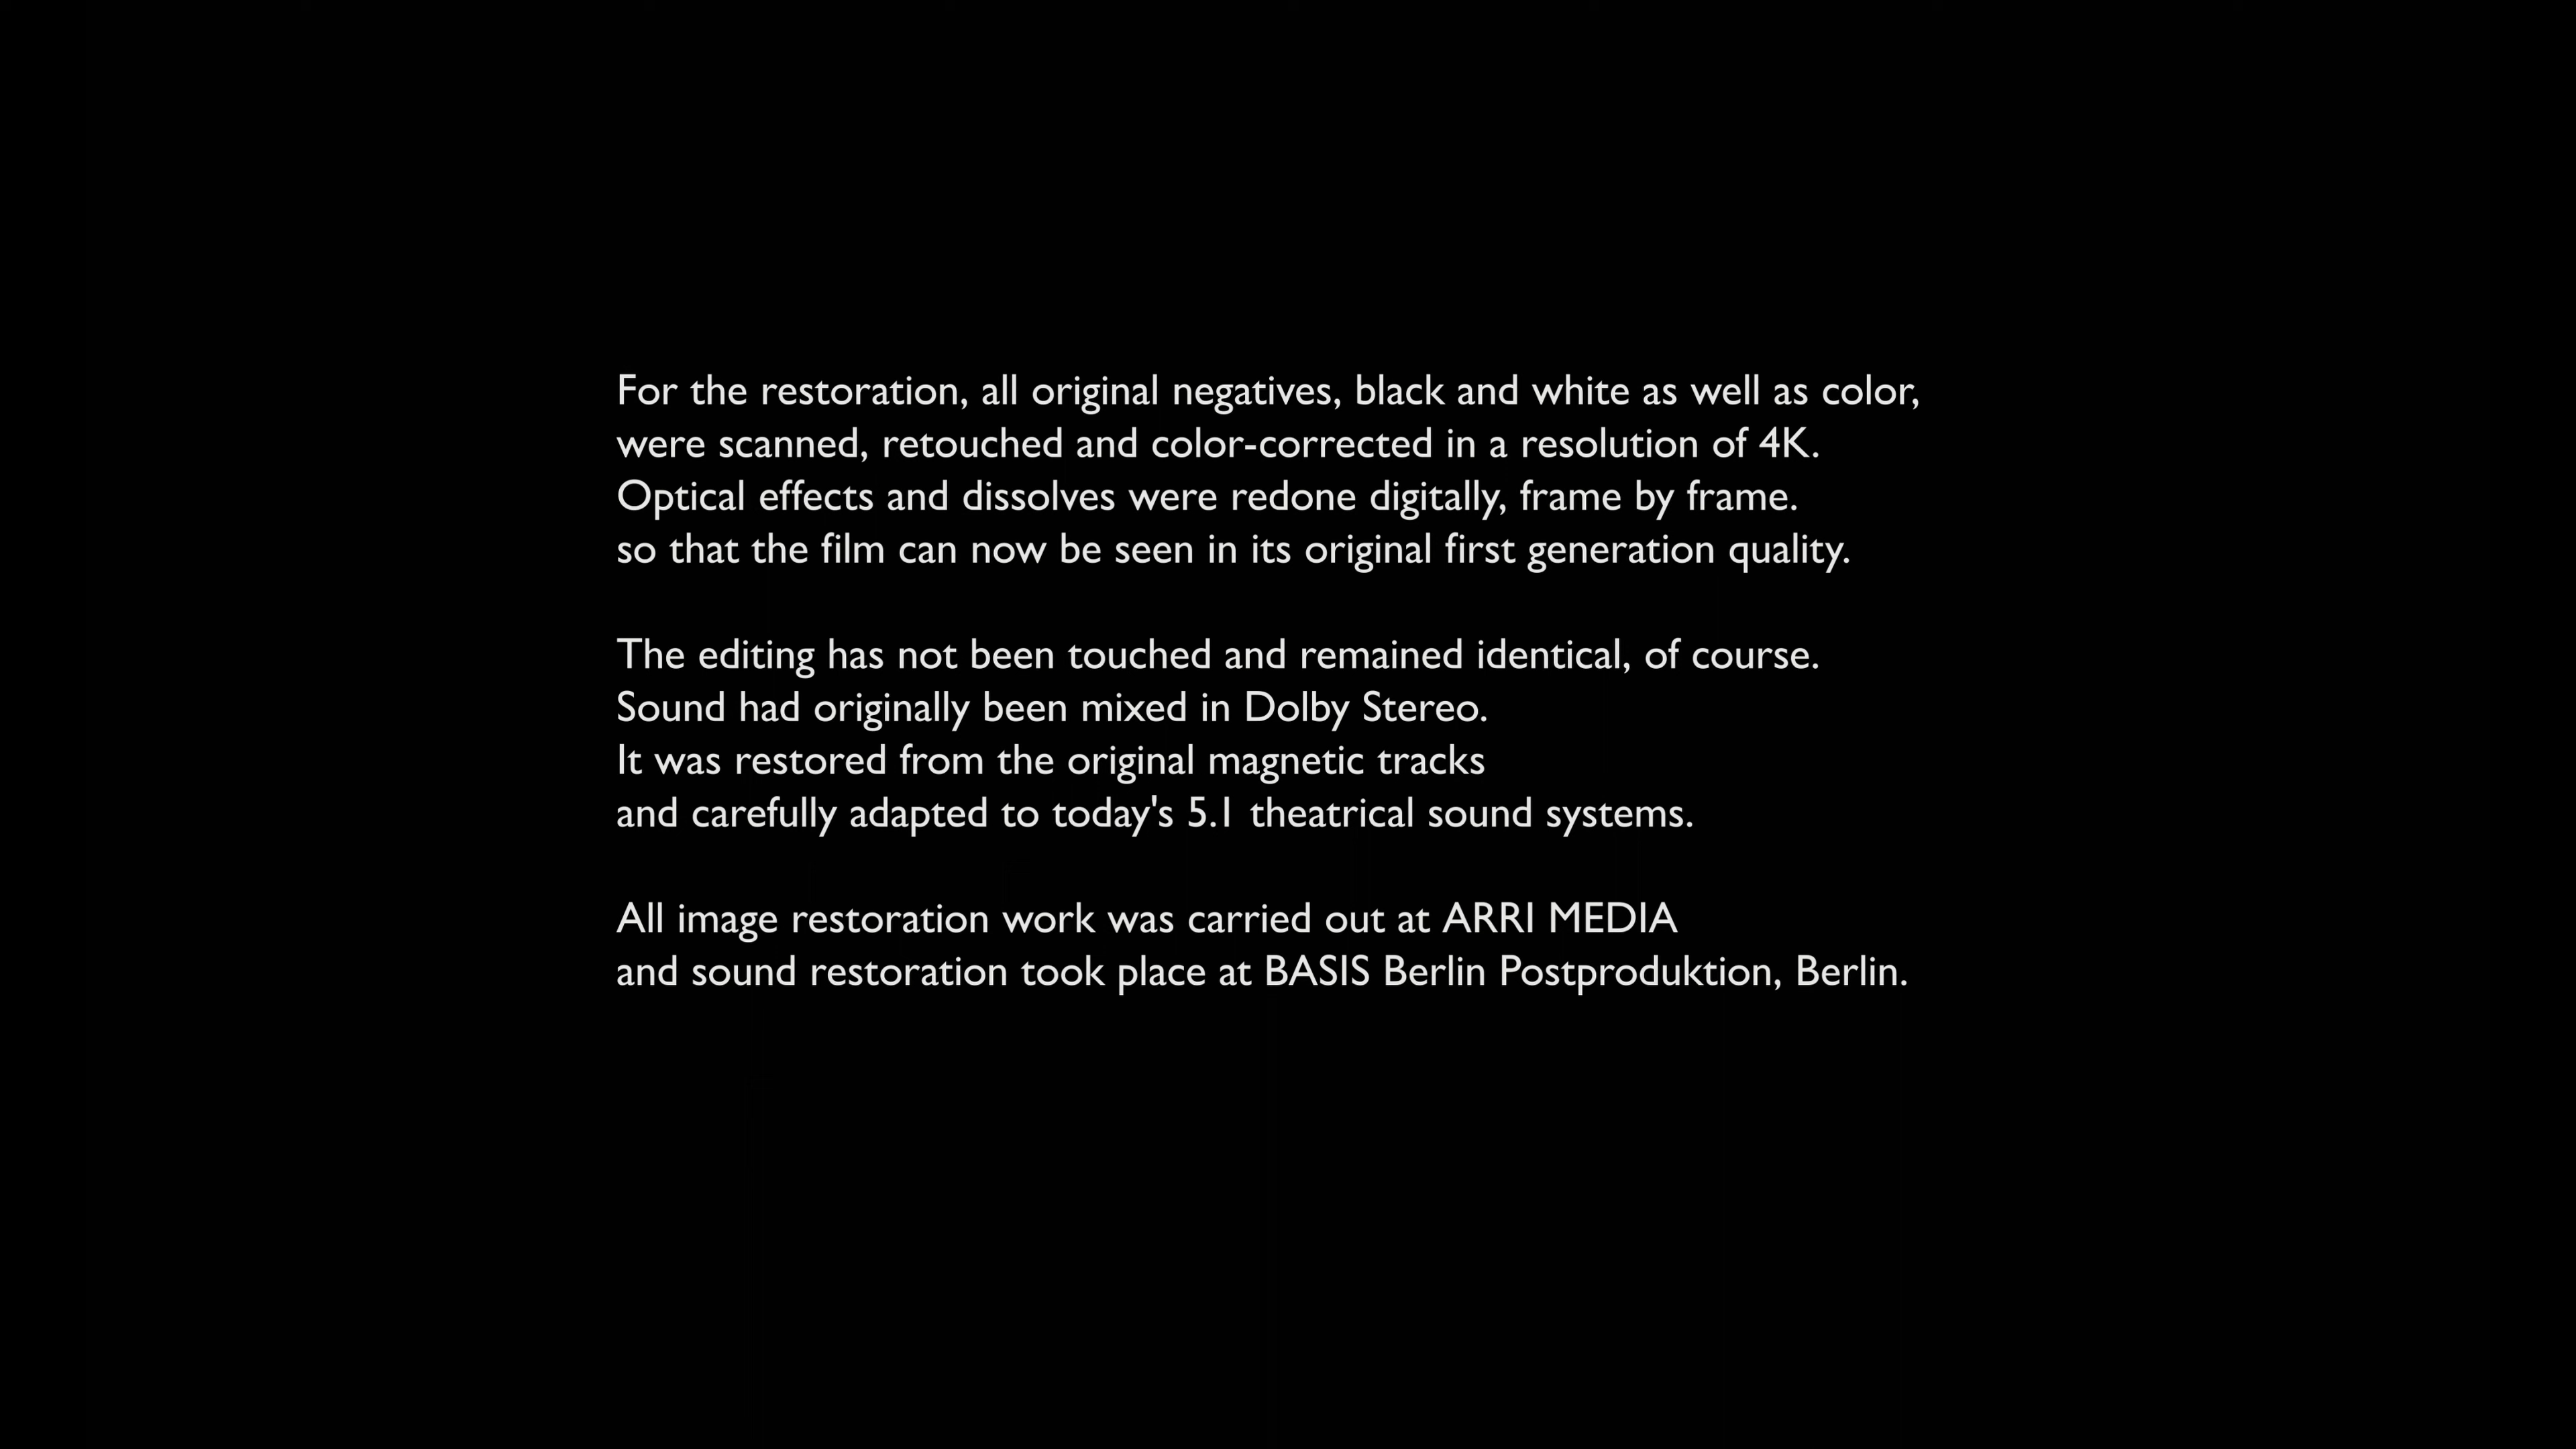 For the restoration, all original negatives, black and white as well as color,
were scanned, retouched and color-corrected in a resolution of 4K.
Optical effects and dissolves were redone digitally, frame by frame.
so that the film can now be seen in its original first generation quality.
The editing has not been touched and remained identical, of course.
Sound had originally been mixed in Dolby Stereo.
It was restored from the original magnetic tracks
and carefully adapted to today's 5.1 theatrical sound systems.
All image restoration work was carried out at ARRI MEDIA
and sound restoration took place at BASIS Berlin Postproduktion, Berlin.